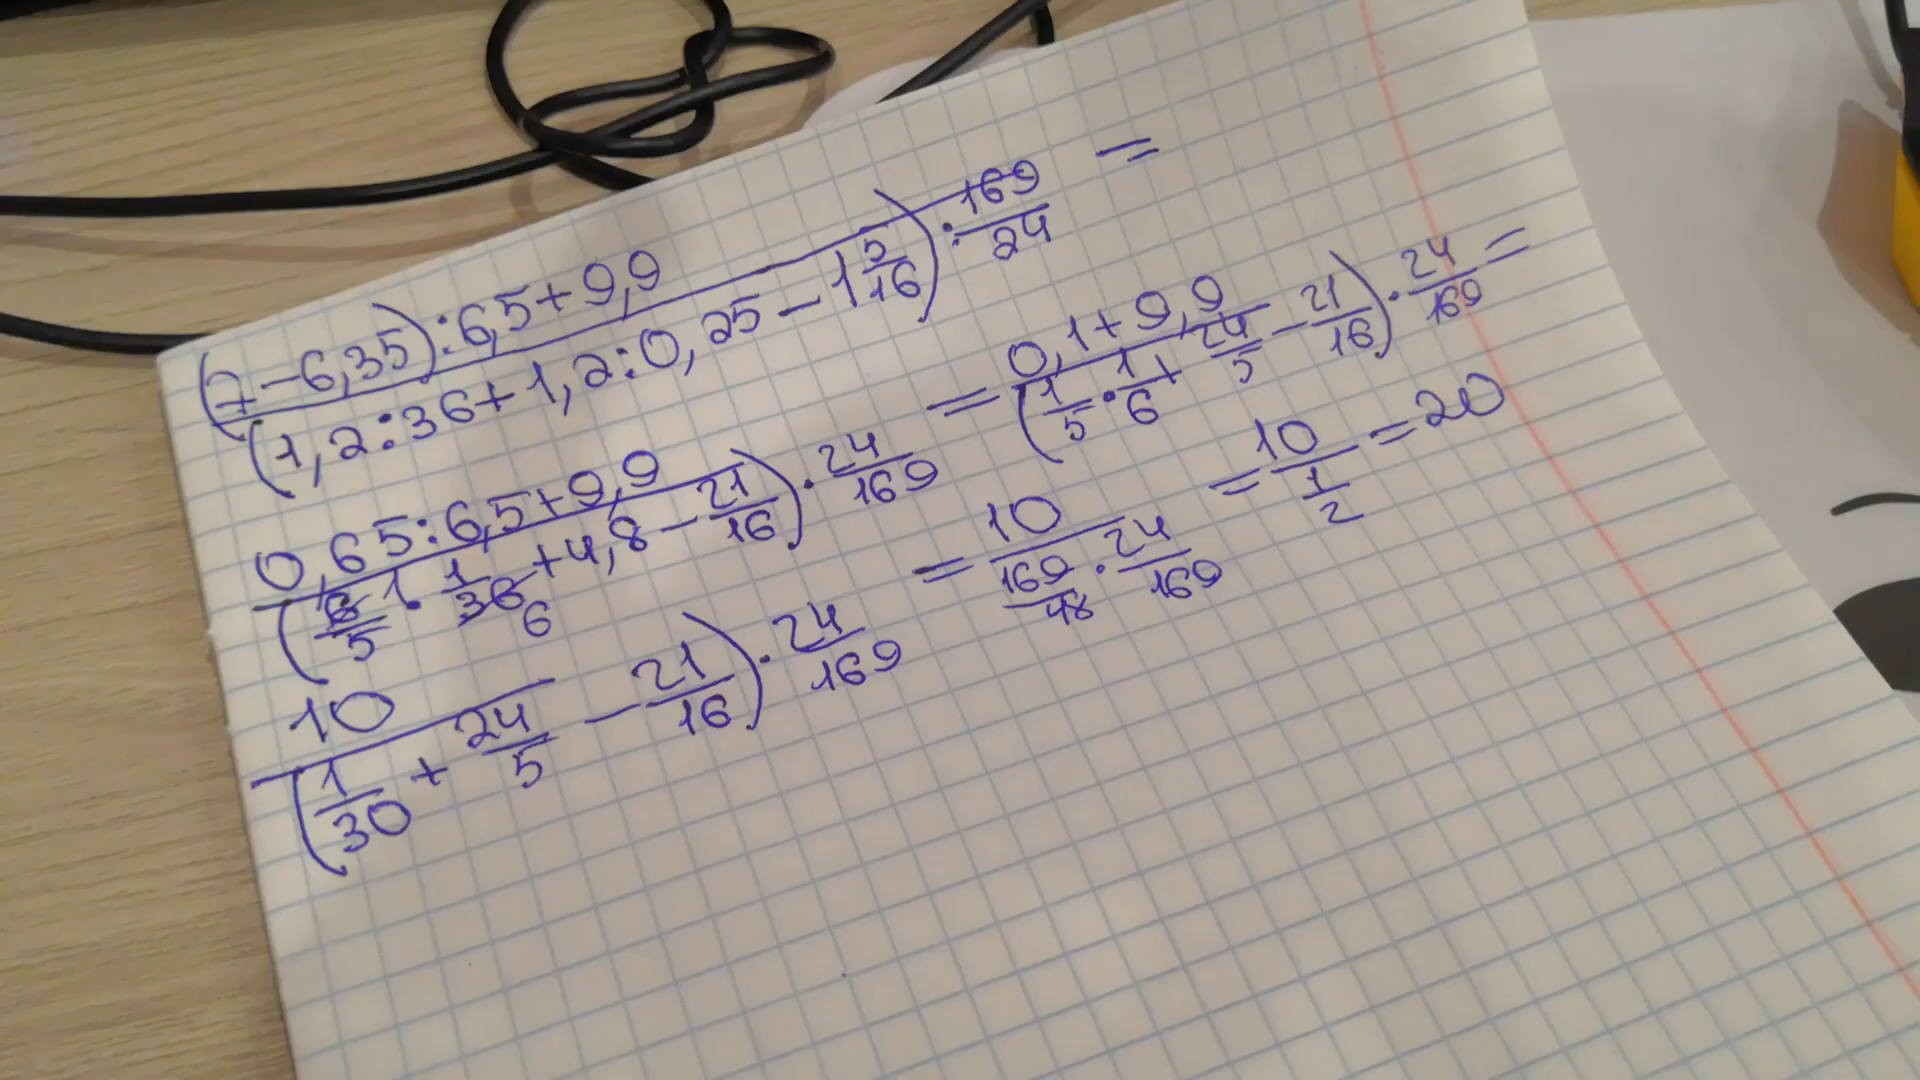 (7-6,35):6,5+9,9
(1,2:36+1,2:0,25-1 5/16) : 169/24 =
0,65:6,5+9,9
(6/5 1 · 1/36 6 +4,8- 21/16) · 24/169
= 0,1+9,9
(1/5 · 1/6 + 24/5 - 21/16) · 24/169 =
10
(1/30 + 24/5 - 21/16) · 24/169
= 10
169/48 · 24/169
= 10
1/2
= 20